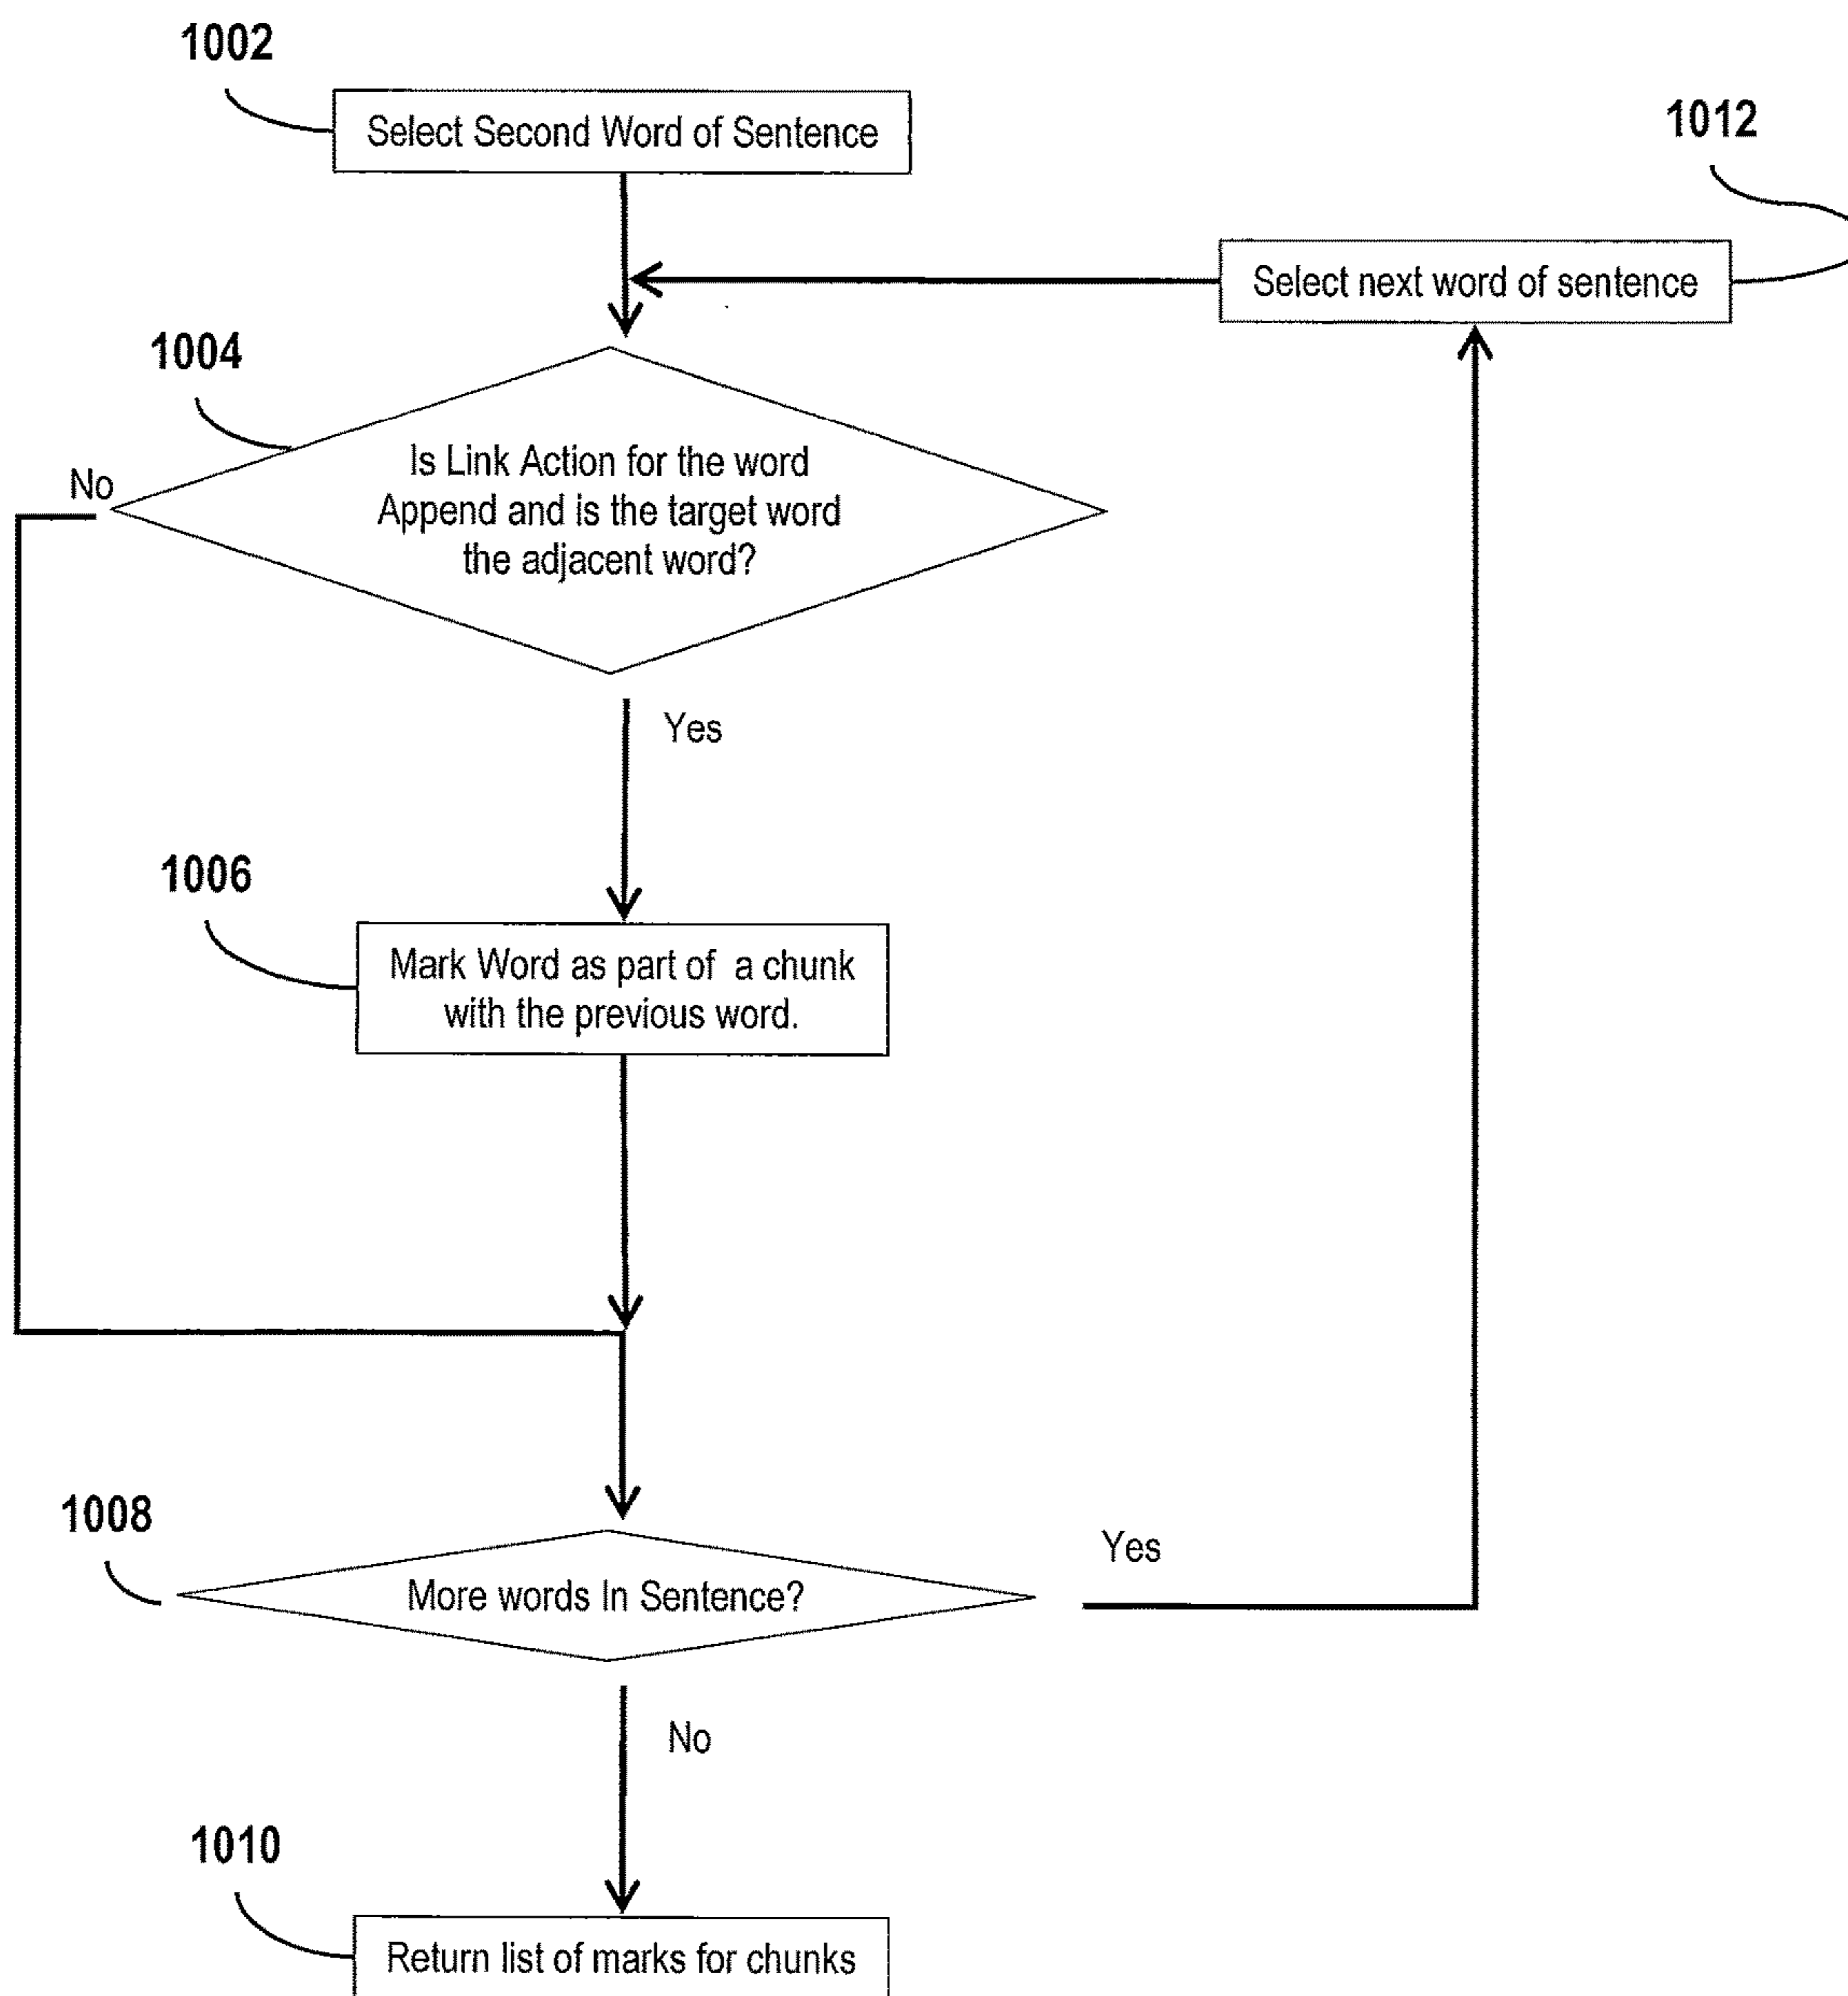 1002
Select Second Word of Sentence
1012
Select next word of sentence
1004
No
Is Link Action for the word
Append and is the target word
the adjacent word?
Yes
1006
Mark Word as part of a chunk
with the previous word.
1008
More words In Sentence?
Yes
No
1010
Return list of marks for chunks